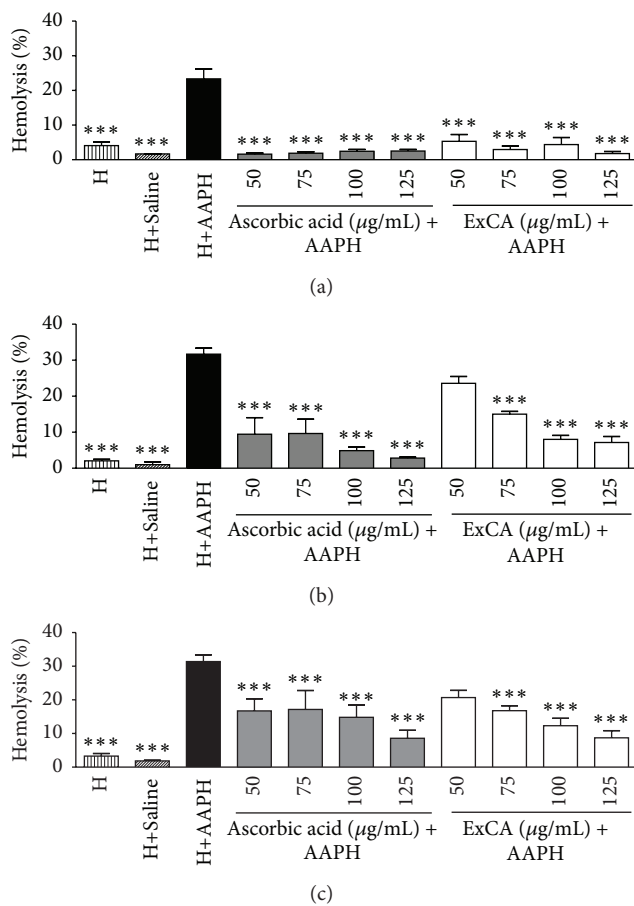 40
30
20
10
0
Hemolysis (%)
*** *** *** *** *** *** *** *** *** ***
H
H+Saline
H+AAPH
50 75 100 125 50 75 100 125
Ascorbic acid (μg/mL) + AAPH
ExCA (μg/mL) + AAPH
(a)
40
30
20
10
0
Hemolysis (%)
*** *** *** *** *** *** *** *** ***
H
H+Saline
H+AAPH
50 75 100 125 50 75 100 125
Ascorbic acid (μg/mL) + AAPH
ExCA (μg/mL) + AAPH
(b)
40
30
20
10
0
Hemolysis (%)
*** *** *** *** *** *** *** *** ***
H
H+Saline
H+AAPH
50 75 100 125 50 75 100 125
Ascorbic acid (μg/mL) + AAPH
ExCA (μg/mL) + AAPH
(c)